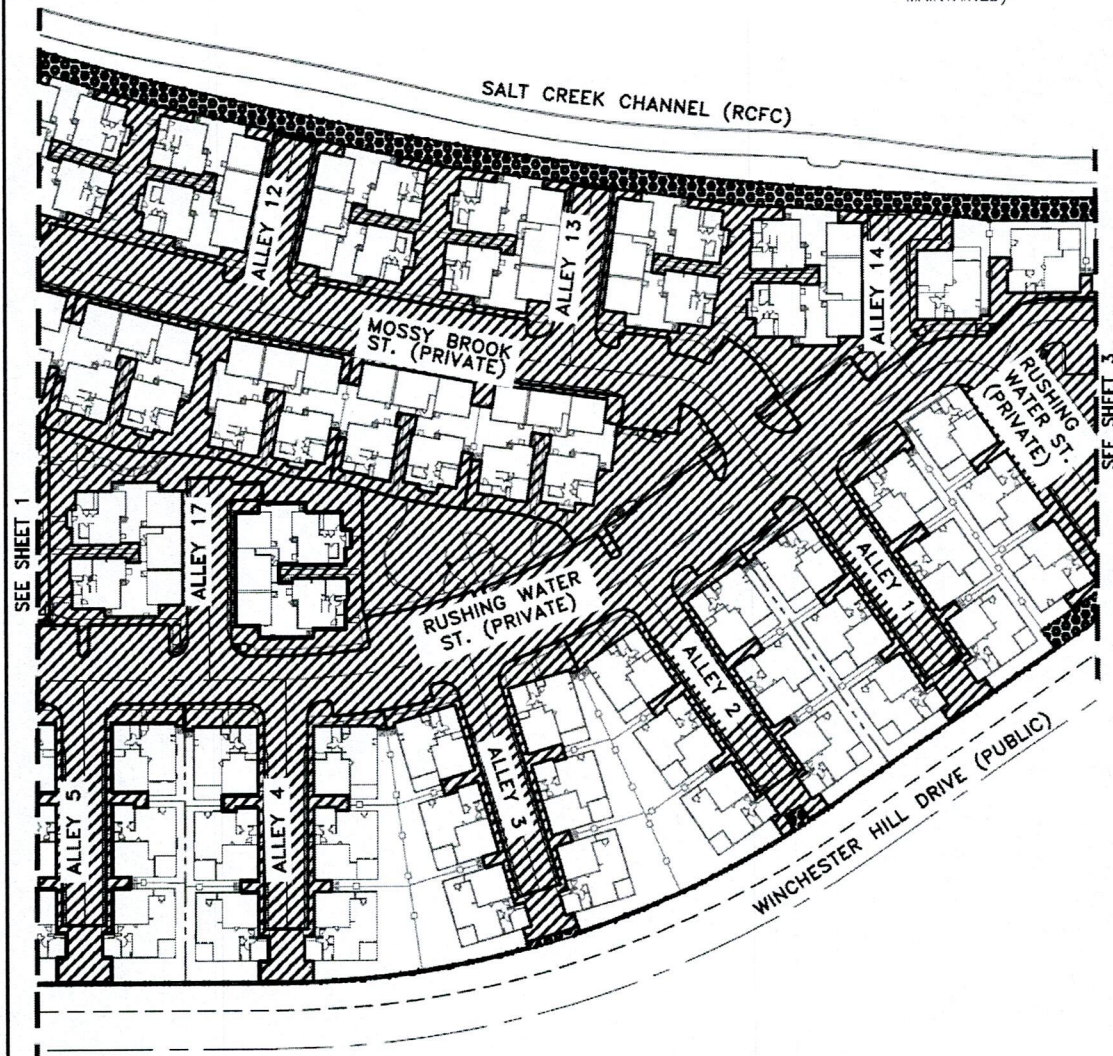 SALT CREEK CHANNEL (RCFC)
ALLEY 12
ALLEY 13
ALLEY 14
MOSSY BROOK
ST. (PRIVATE)
RUSHING
WATER ST.
(PRIVATE)
SEE SHEET 3
SEE SHEET 1
ALLEY 17
RUSHING WATER
ST. (PRIVATE)
ALLEY 1
ALLEY 2
ALLEY 3
ALLEY 4
ALLEY 5
WINCHESTER HILL DRIVE (PUBLIC)